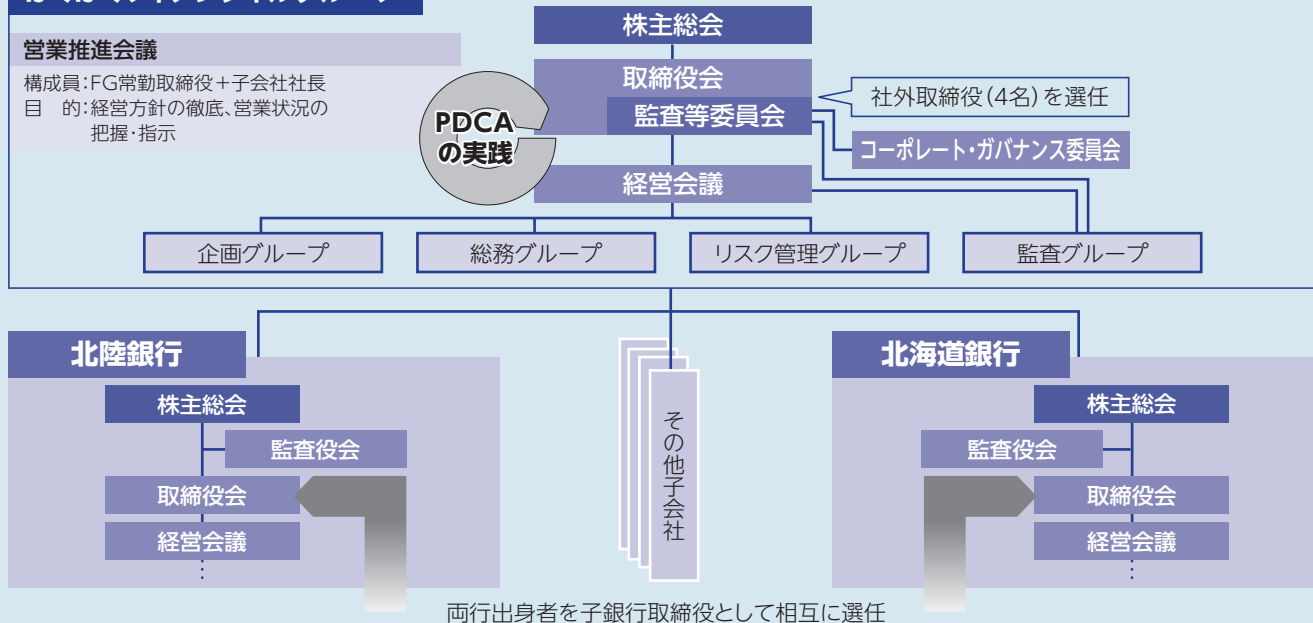 営業推進会議
構成員:FG常勤取締役+子会社社長
目　的:経営方針の徹底、営業状況の
把握・指示
株主総会
取締役会
監査等委員会
社外取締役(4名)を選任
コーポレート・ガバナンス委員会
PDCA
の実践
経営会議
企画グループ
総務グループ
リスク管理グループ
監査グループ
北陸銀行
株主総会
監査役会
取締役会
経営会議
その他子会社
北海道銀行
株主総会
監査役会
取締役会
経営会議
両行出身者を子銀行取締役として相互に選任